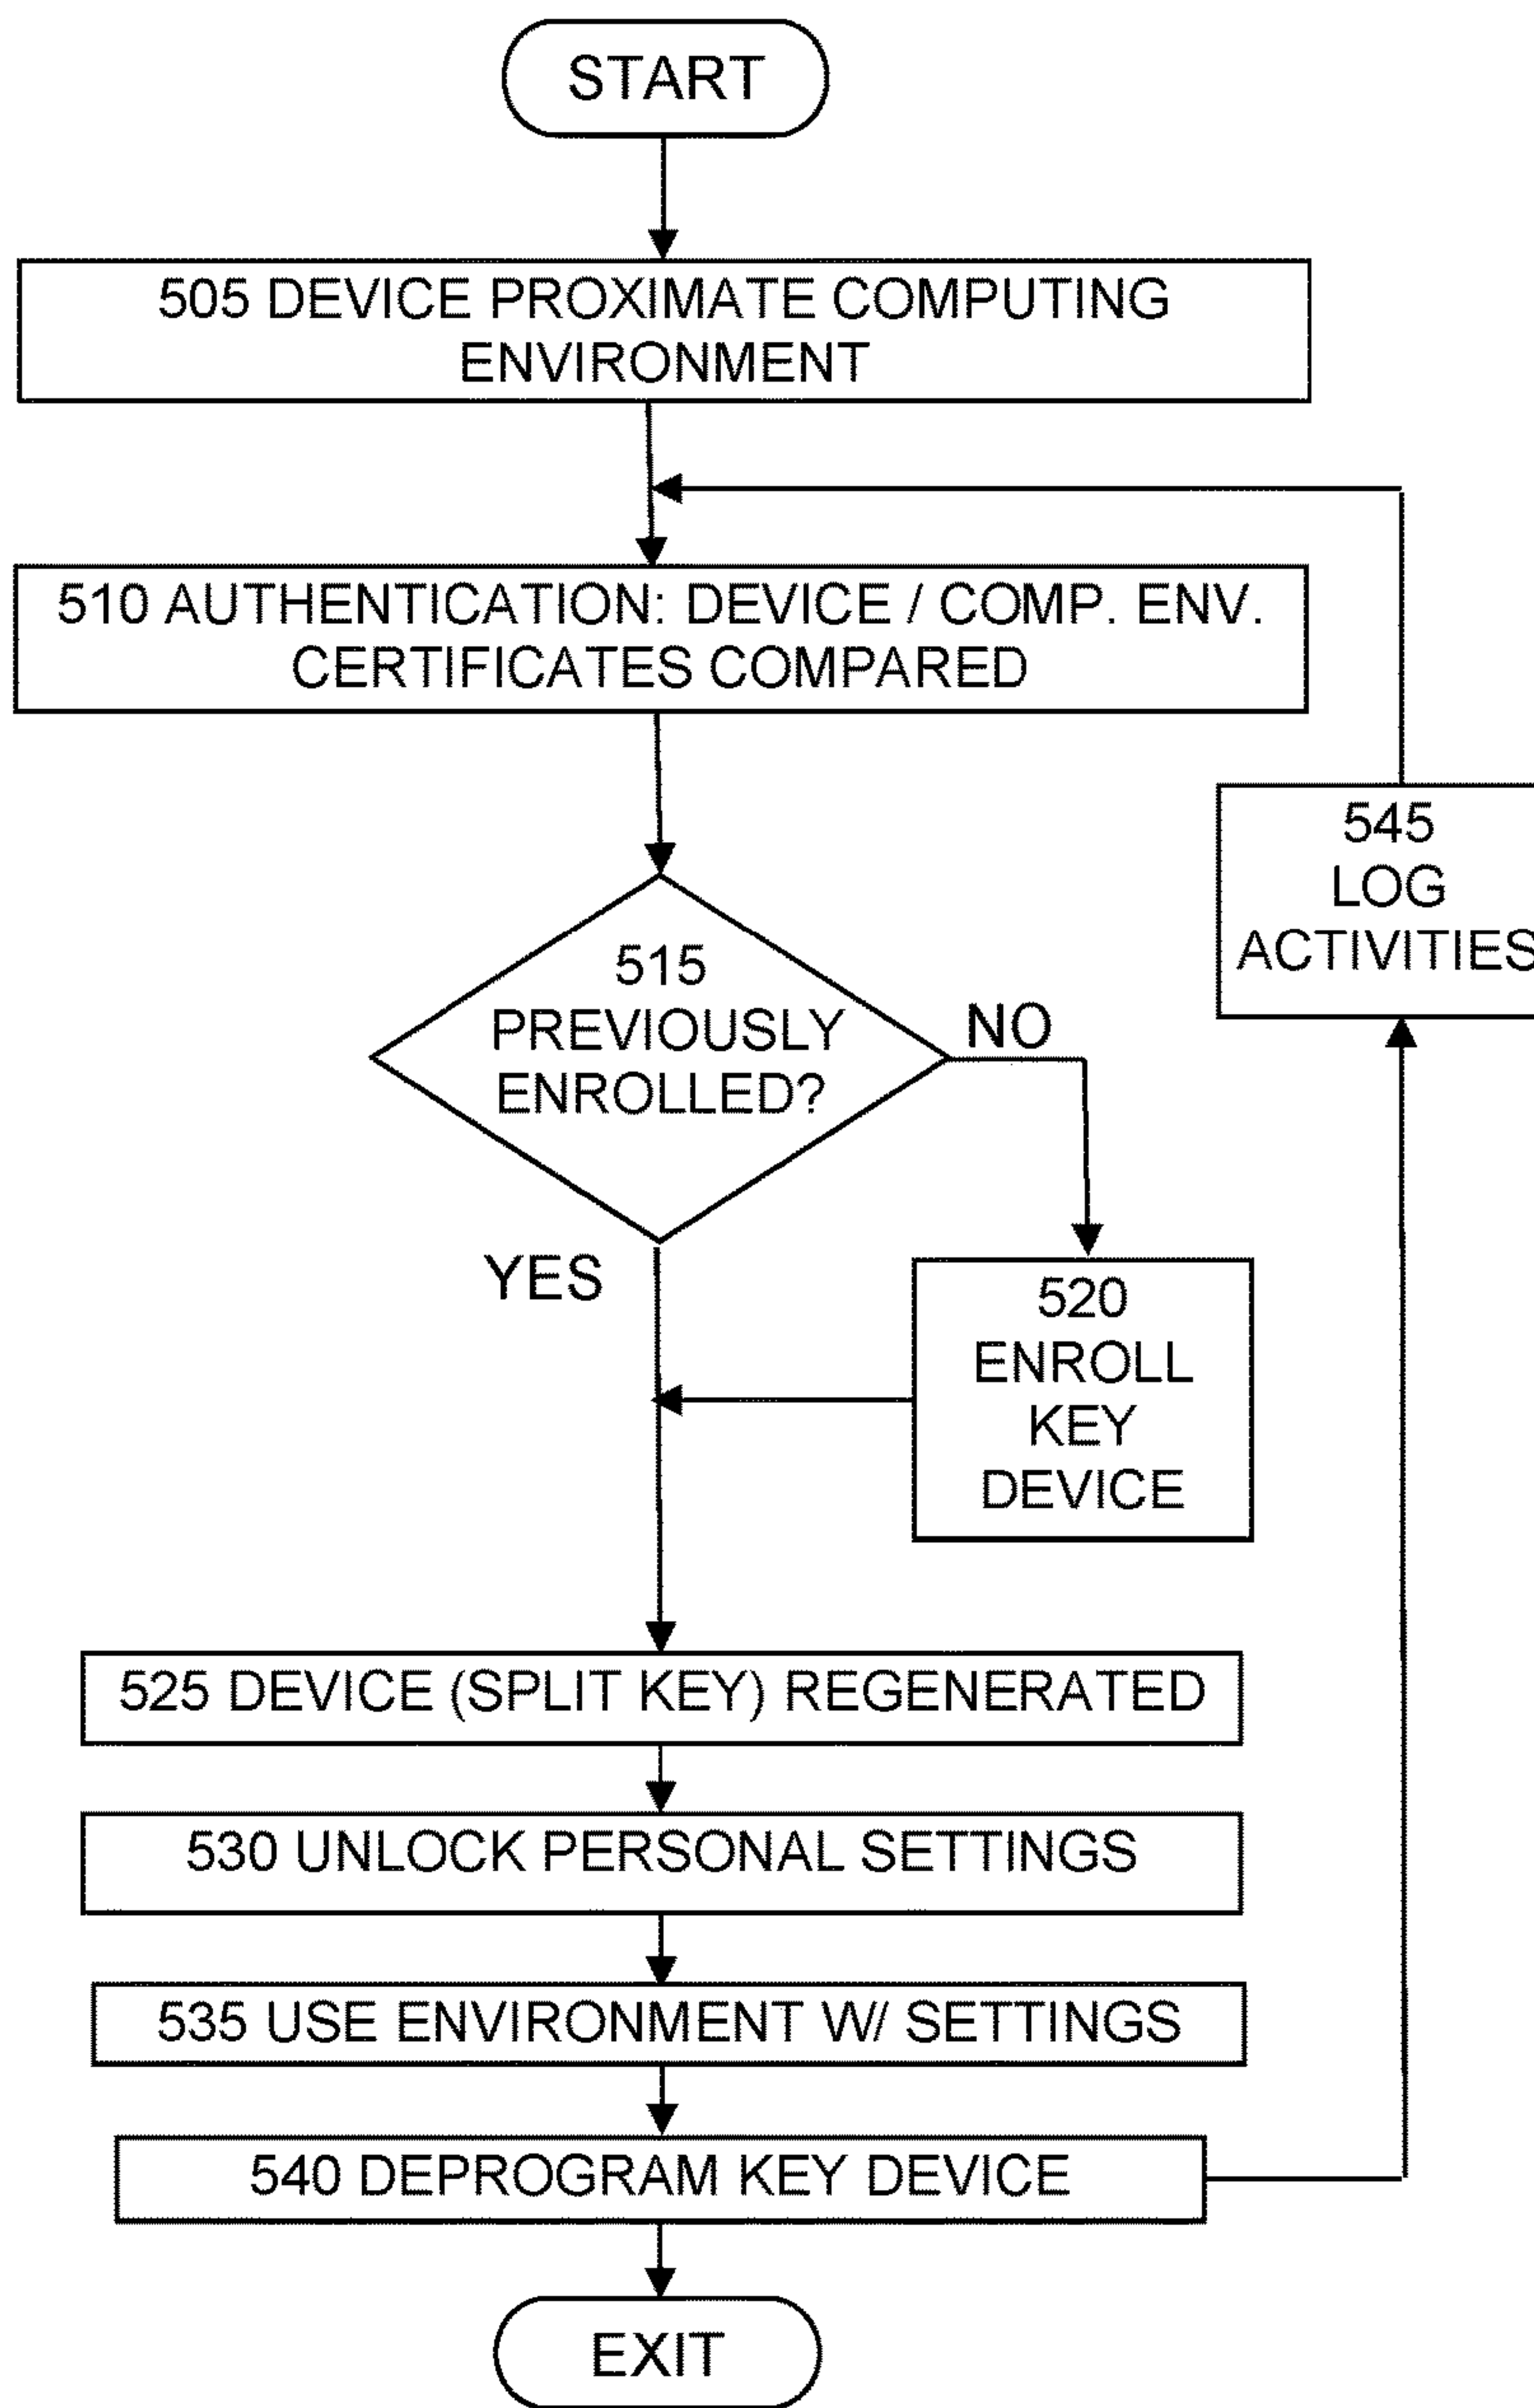 START
505 DEVICE PROXIMATE COMPUTING
ENVIRONMENT
510 AUTHENTICATION: DEVICE / COMP. ENV.
CERTIFICATES COMPARED
545
LOG
ACTIVITIES
515
PREVIOUSLY
ENROLLED?
NO
YES
520
ENROLL
KEY
DEVICE
525 DEVICE (SPLIT KEY) REGENERATED
530 UNLOCK PERSONAL SETTINGS
535 USE ENVIRONMENT W/ SETTINGS
540 DEPROGRAM KEY DEVICE
EXIT